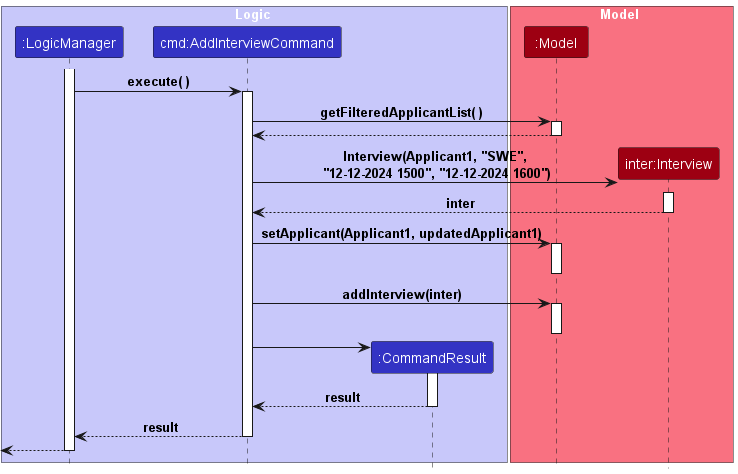 Logic
Model
:LogicManager
cmd:AddInterviewCommand
:Model
execute( )
getFilteredApplicantList( )
Interview(Applicant1, "SWE",
"12-12-2024 1500", "12-12-2024 1600")
inter:Interview
inter
setApplicant(Applicant1, updatedApplicant1)
addInterview(inter)
:CommandResult
result
result